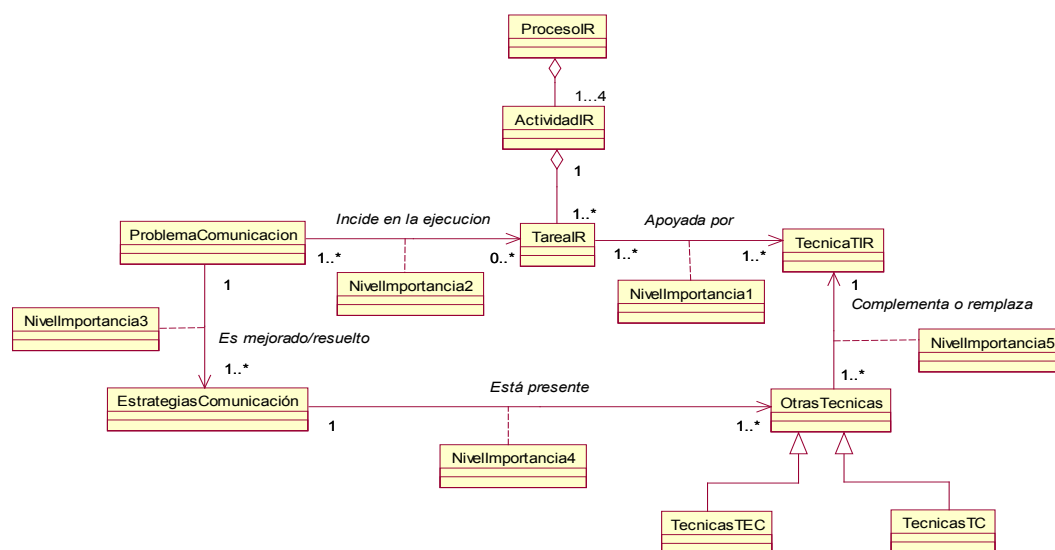 ProcesoIR
1...4
ActividadIR
1
1..*
Incide en la ejecucion
Apoyada por
ProblemaComunicacion
TareaIR
TecnicaTIR
1..*
0..*
1..*
1..*
1
NivelImportancia2
NivelImportancia1
1
Complementa o remplaza
NivelImportancia3
Es mejorado/resuelto
NivelImportancia5
1..*
1..*
Está presente
EstrategiasComunicación
OtrasTecnicas
1
1..*
NivelImportancia4
TecnicasTEC
TecnicasTC